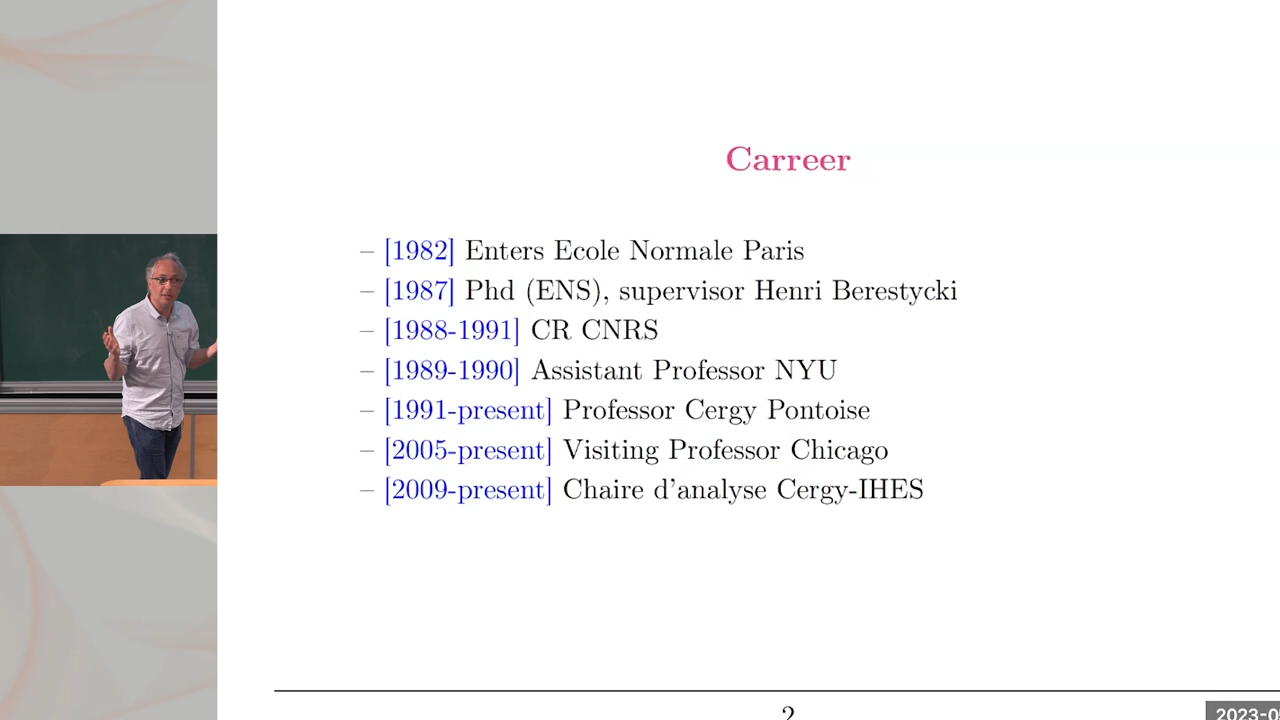 Carreer
– [1982] Enters Ecole Normale Paris
– [1987] Phd (ENS), supervisor Henri Berestycki
– [1988-1991] CR CNRS
– [1989-1990] Assistant Professor NYU
– [1991-present] Professor Cergy Pontoise
– [2005-present] Visiting Professor Chicago
– [2009-present] Chaire d'analyse Cergy-IHES
2
2023-0